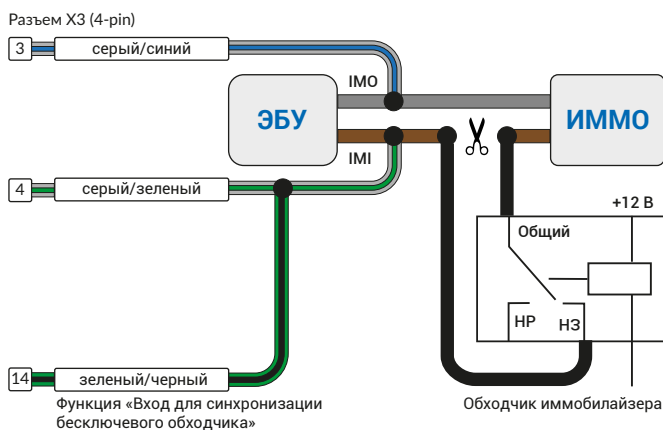 Разъем X3 (4-pin)
3
серый/синий
IMO
ЭБУ
ИММО
IMI
4
серый/зеленый
+12 В
Общий
НР
НЗ
14
зеленый/черный
Функция «Вход для синхронизации
бесключевого обходчика»
Обходчик иммобилайзера